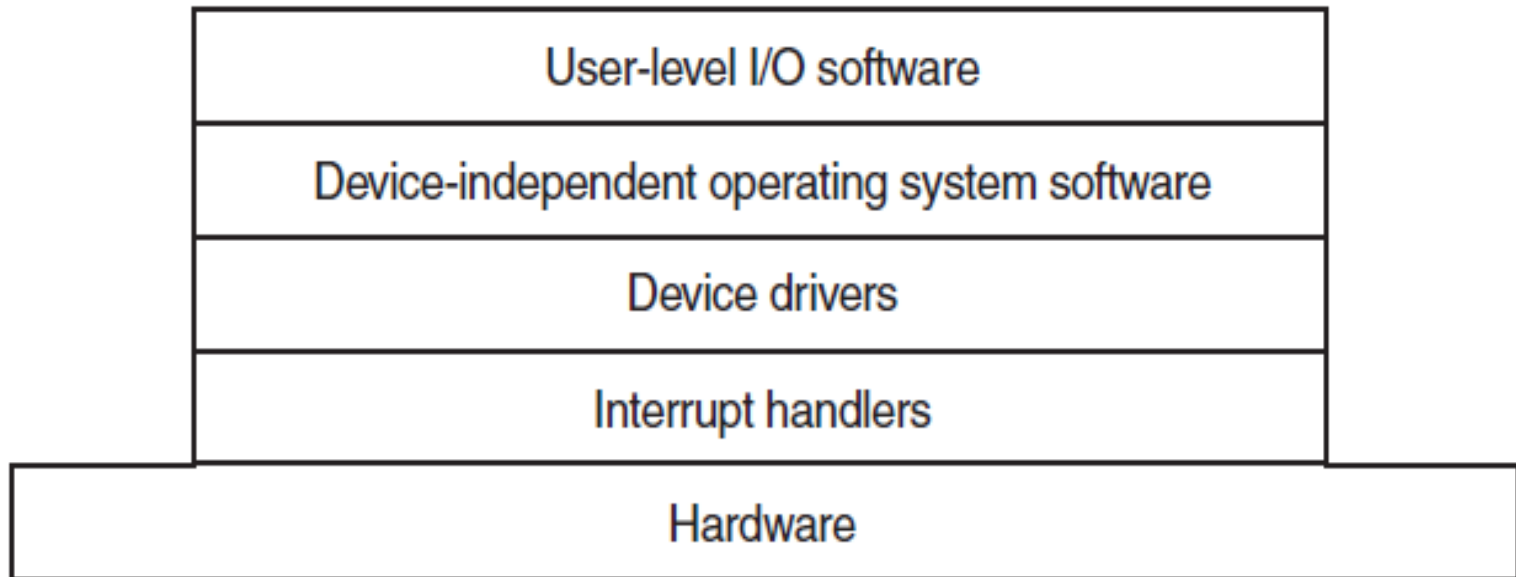 User-level I/O software
Device-independent operating system software
Device drivers
Interrupt handlers
Hardware